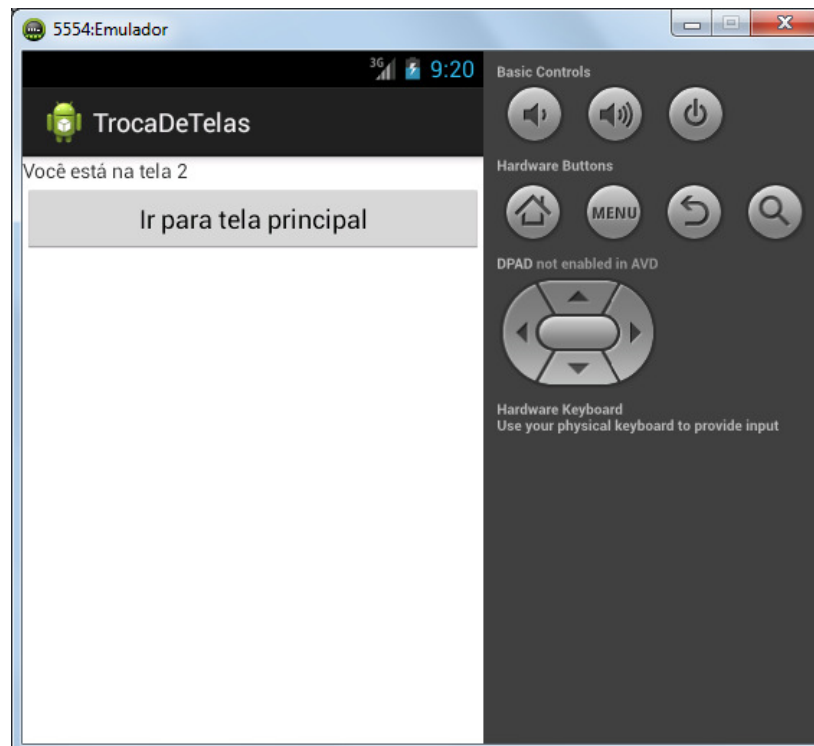 5554:Emulador
3G 9:20
TrocaDeTelas
Você está na tela 2
Ir para tela principal
Basic Controls
Hardware Buttons
MENU
DPAD not enabled in AVD
Hardware Keyboard
Use your physical keyboard to provide input